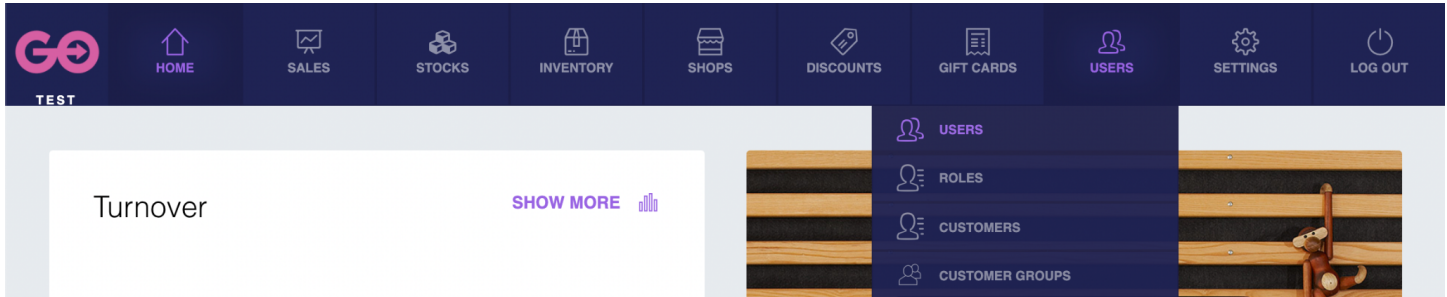 GO
TEST
HOME
SALES
STOCKS
INVENTORY
SHOPS
DISCOUNTS
GIFT CARDS
USERS
SETTINGS
LOG OUT
USERS
ROLES
CUSTOMERS
CUSTOMER GROUPS
Turnover
SHOW MORE